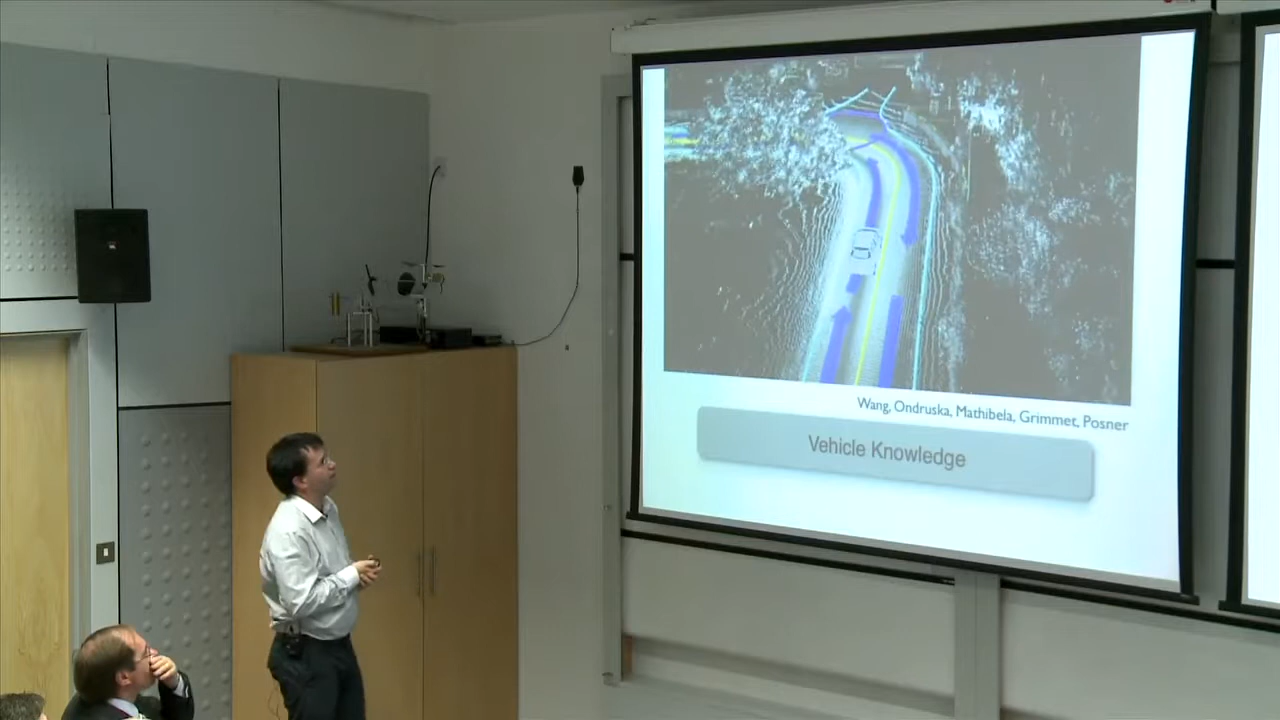 Wang, Ondruska, Mathibela, Grimmet, Posner
Vehicle Knowledge